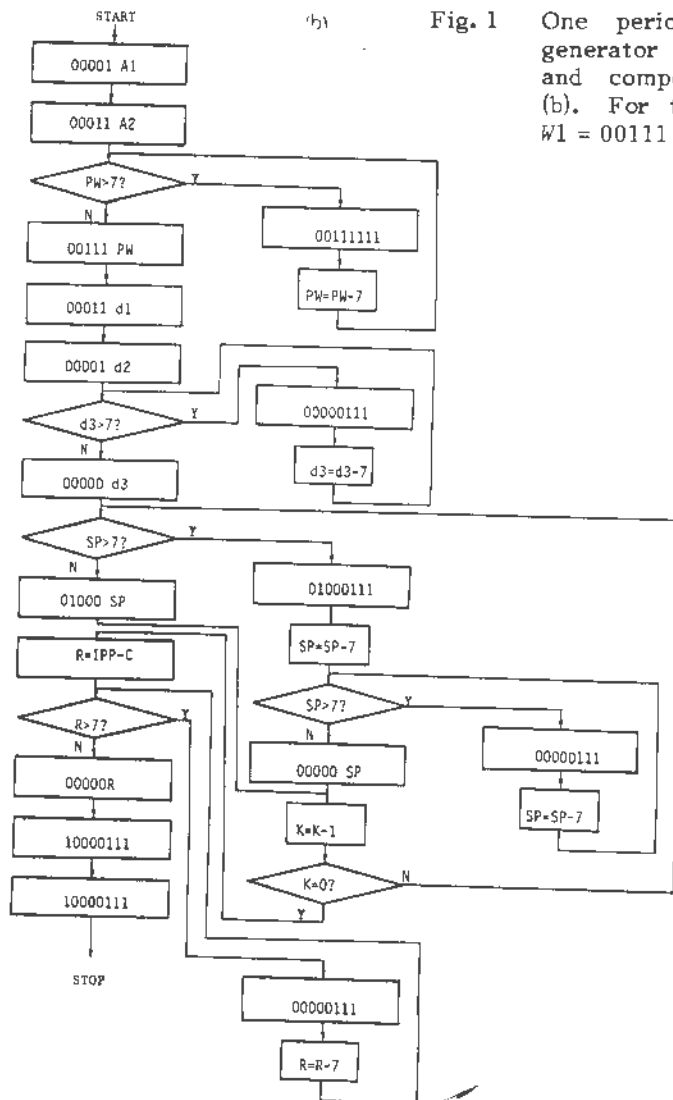 START
(b)
Fig. 1 One perio
generator
and compo
(b). For t
W1 = 00111
00001 A1
00011 A2
PW>7?
Y
N
00111 PW
00111111
PW=PW-7
00011 d1
00001 d2
d3>7?
Y
N
00000111
d3=d3-7
00000 d3
SP>7?
Y
N
01000 SP
01000111
SP=SP-7
R=IPP-C
R>7?
Y
N
SP>7?
Y
N
00000R
00000 SP
00000111
SP=SP-7
10000111
K=K-1
10000111
K=0?
N
Y
STOP
00000111
R=R-7